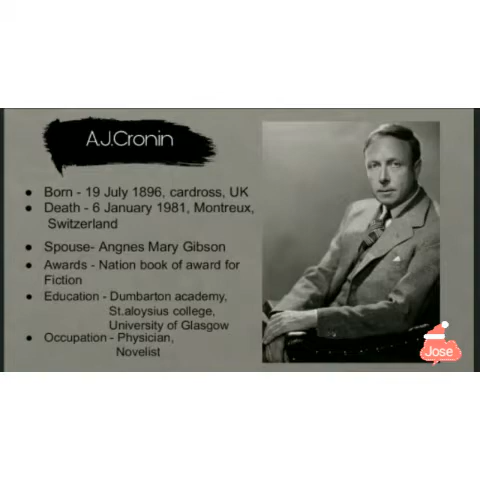 A.J.Cronin
● Born - 19 July 1896, cardross, UK
● Death - 6 January 1981, Montreux,
Switzerland
● Spouse- Angnes Mary Gibson
● Awards - Nation book of award for
Fiction
● Education - Dumbarton academy,
St.aloysius college,
University of Glasgow
● Occupation - Physician,
Novelist
Jose